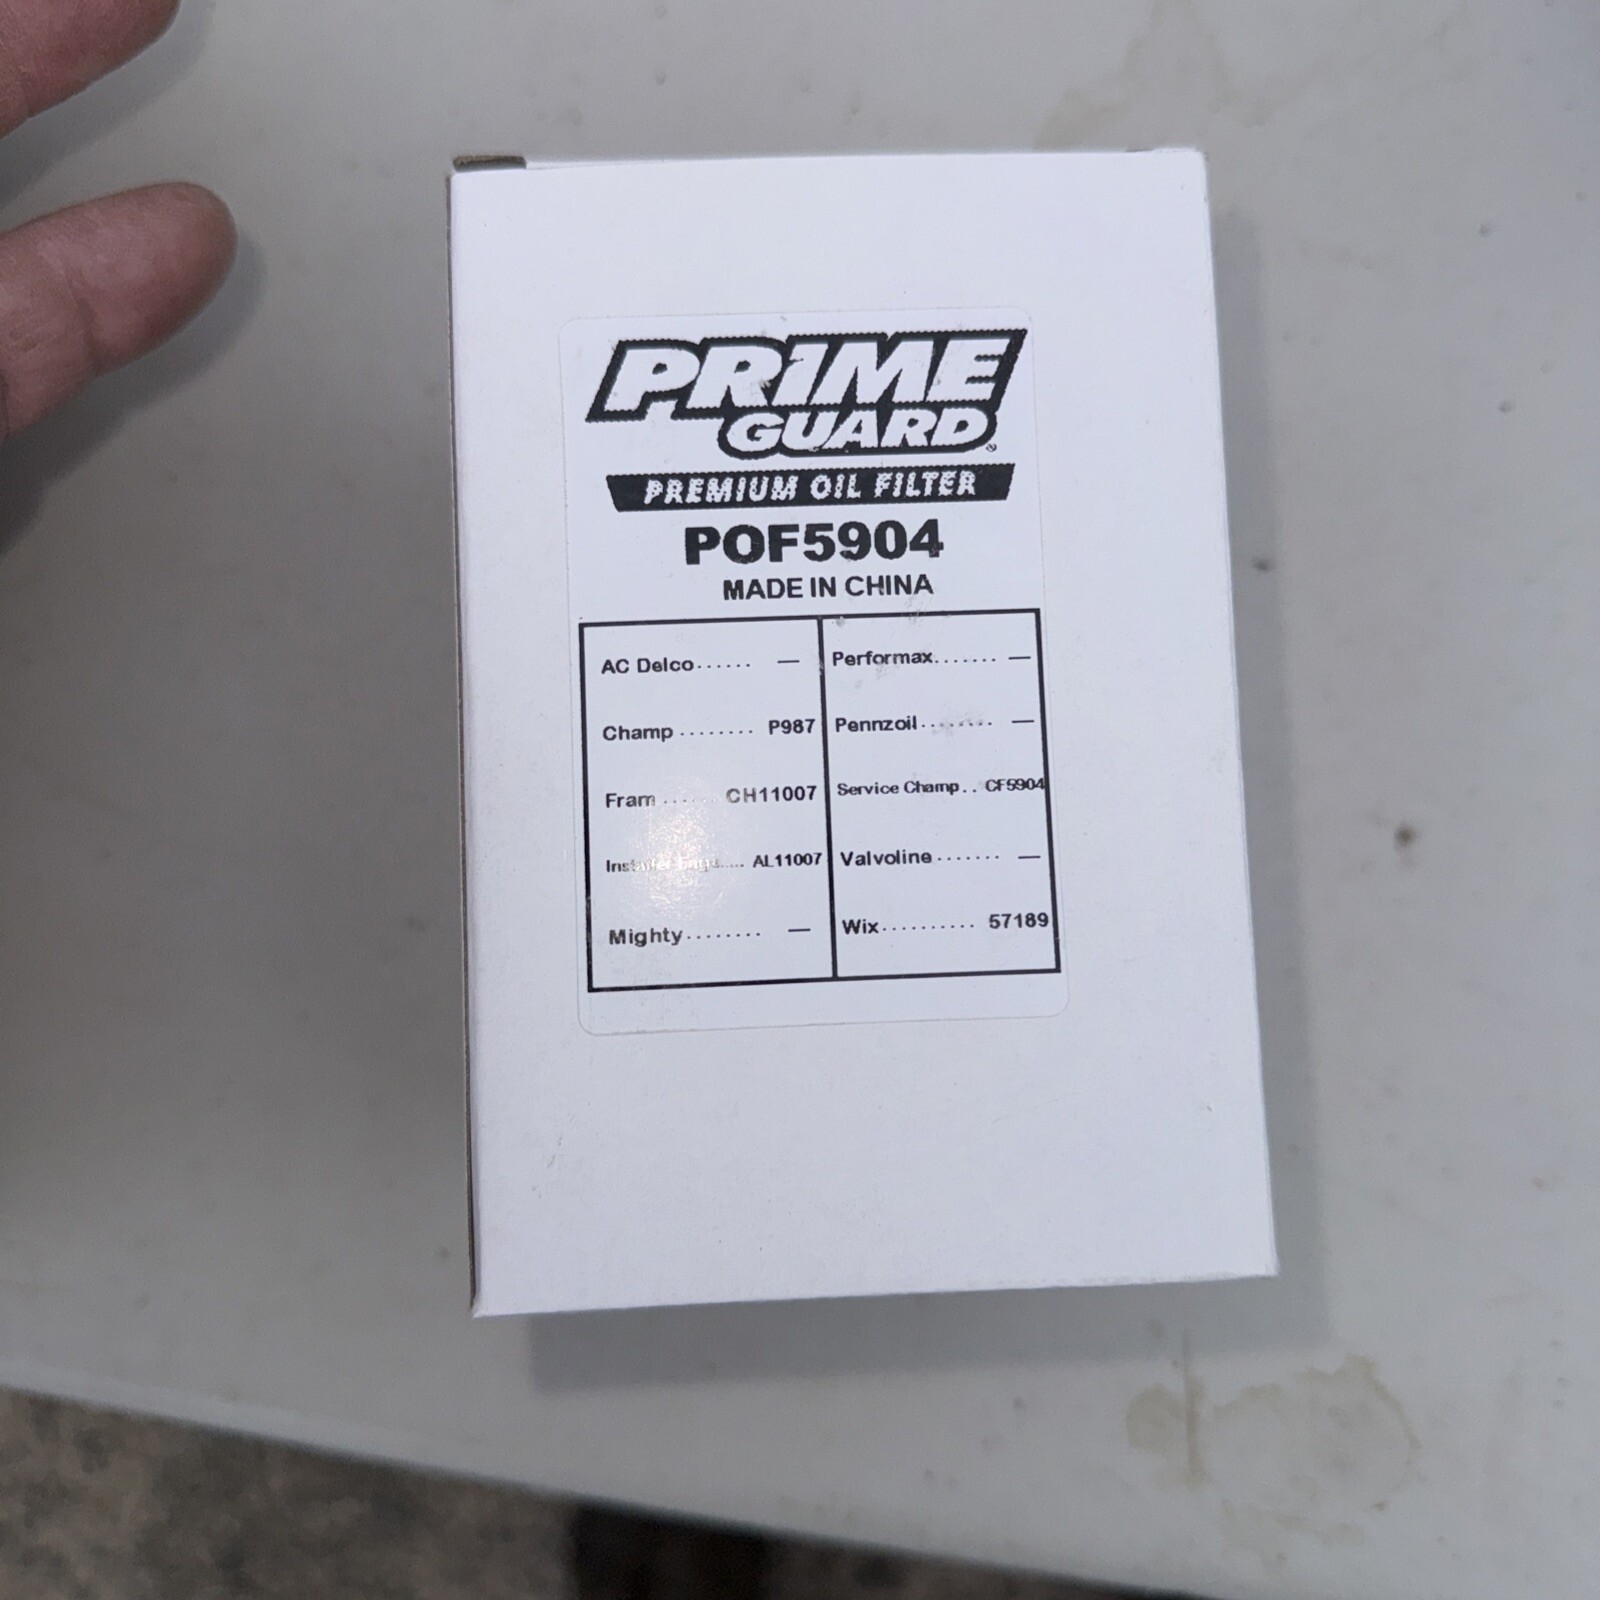 PRIME
GUARD®
PREMIUM OIL FILTER
POF5904
MADE IN CHINA
AC Delco...... —
Champ ........ P987
Fram ...... CH11007
AL11007
Mighty........ —
Performax....... —
Pennzoil........ —
Service Champ.. CF5904
Valvoline....... —
Wix.......... 57189